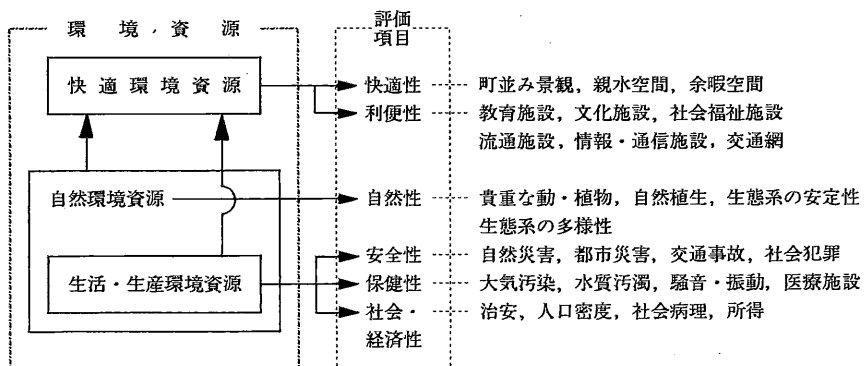 環境資源
評価
項目
快適環境資源
快適性 町並み景観，親水空間，余暇空間
利便性 教育施設，文化施設，社会福祉施設
流通施設，情報・通信施設，交通網
自然環境資源
自然性 貴重な動・植物，自然植生，生態系の安定性
生態系の多様性
安全性 自然災害，都市災害，交通事故，社会犯罪
生活・生産環境資源
保健性 大気汚染，水質汚濁，騒音・振動，医療施設
社会・ 治安，人口密度，社会病理，所得
経済性